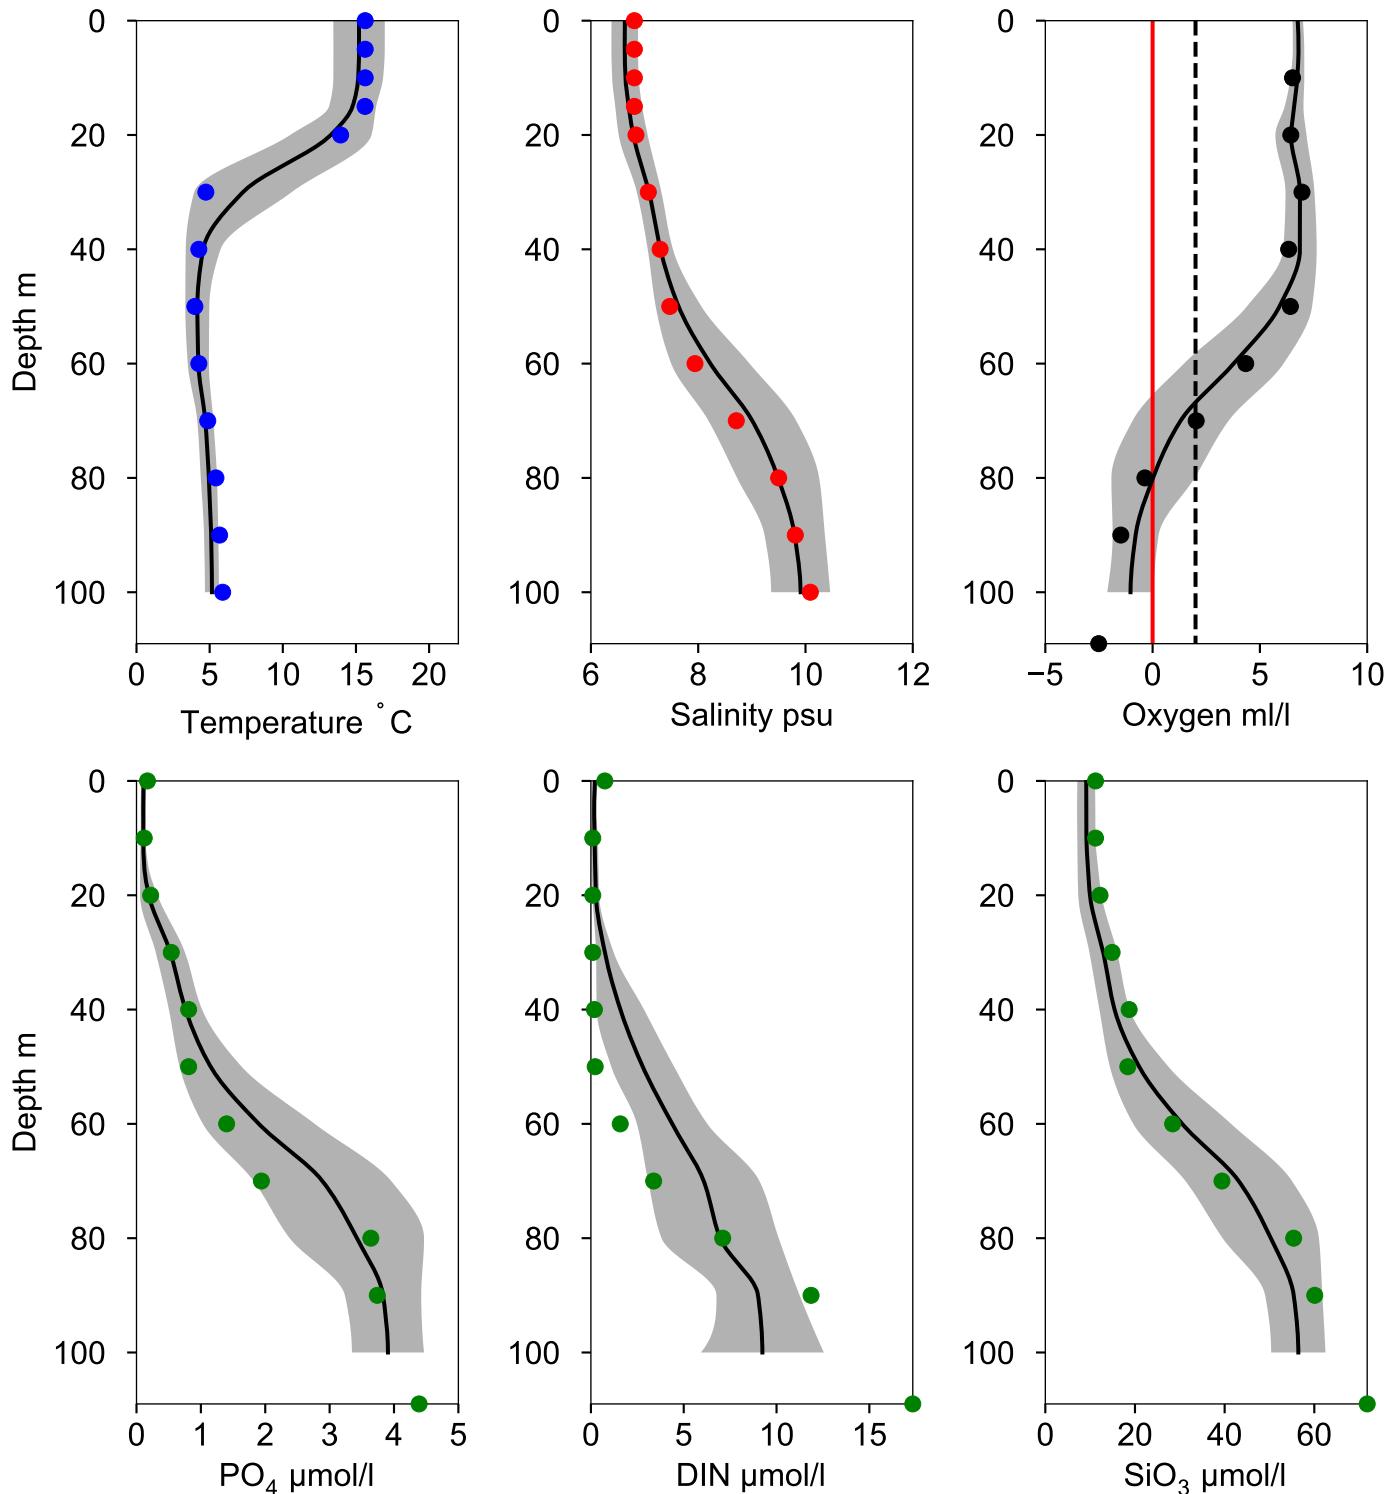 0
20
40
60
80
100
Depth m
0 5 10 15 20
Temperature °C
0
20
40
60
80
100
6 8 10 12
Salinity psu
0
20
40
60
80
100
−5 0 5 10
Oxygen ml/l
0
20
40
60
80
100
Depth m
0 1 2 3 4 5
PO₄ µmol/l
0
20
40
60
80
100
0 5 10 15
DIN µmol/l
0
20
40
60
80
100
0 20 40 60
SiO₃ µmol/l